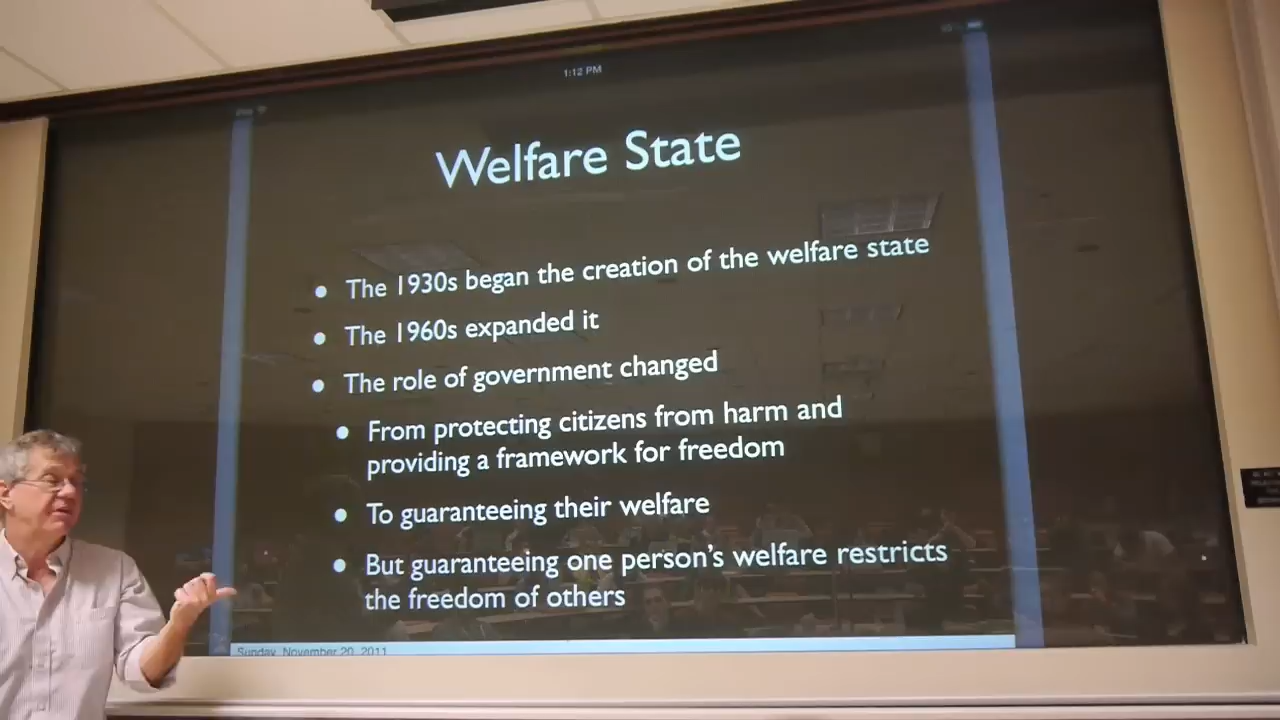 1:12 PM
Welfare State
• The 1930s began the creation of the welfare state
• The 1960s expanded it
• The role of government changed
• From protecting citizens from harm and
providing a framework for freedom
• To guaranteeing their welfare
• But guaranteeing one person's welfare restricts
the freedom of others
Sunday, November 20, 2011